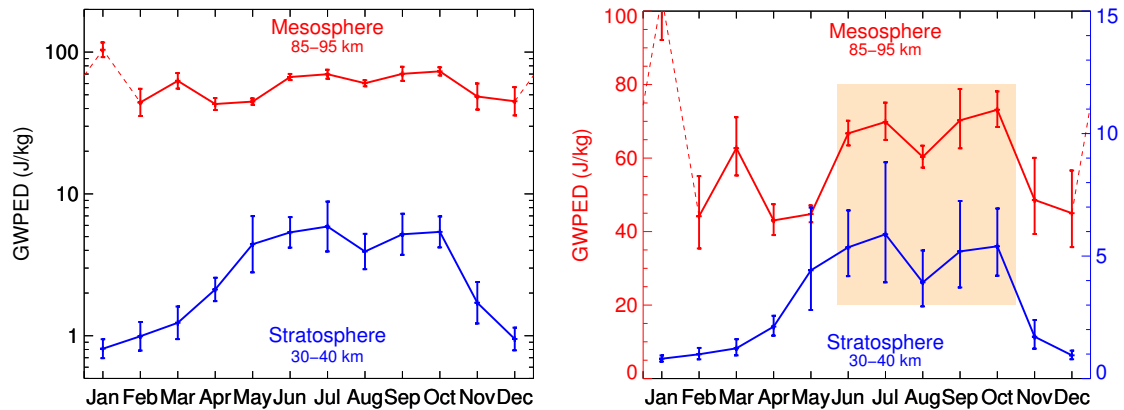 Mesosphere
85–95 km
GWPED (J/kg)
100
10
1
Stratosphere
30–40 km
Jan Feb Mar Apr May Jun Jul Aug Sep Oct Nov Dec
Mesosphere
85–95 km
GWPED (J/kg)
100
80
60
40
20
0
15
10
5
0
Stratosphere
30–40 km
Jan Feb Mar Apr May Jun Jul Aug Sep Oct Nov Dec